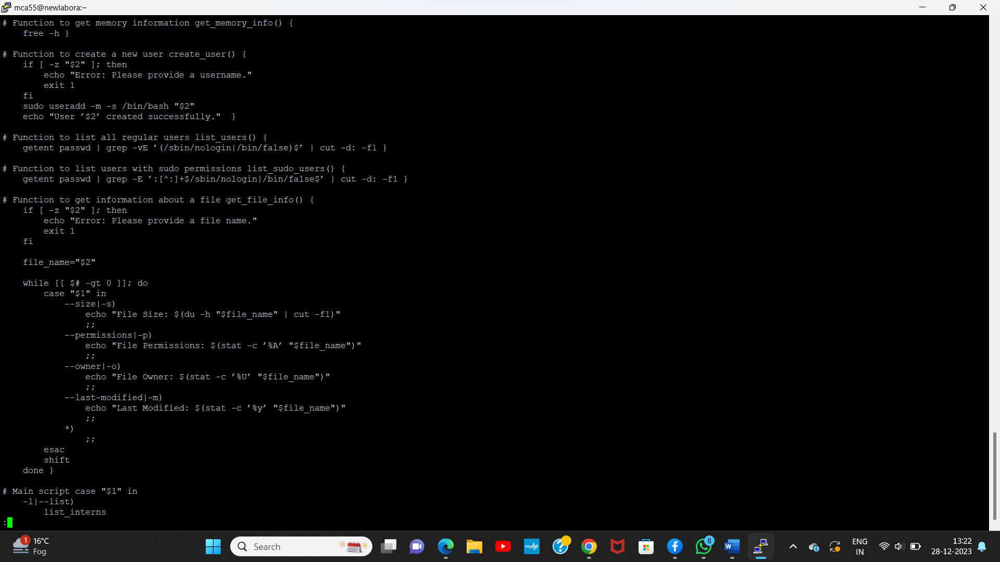 mca55@newlabora:~
# Function to get memory information get_memory_info() {
    free -h }
# Function to create a new user create_user() {
    if [ -z "$2" ]; then
        echo "Error: Please provide a username."
        exit 1
    fi
    sudo useradd -m -s /bin/bash "$2"
    echo "User ’$2’ created successfully."  }
# Function to list all regular users list_users() {
    getent passwd | grep -vE ’(/sbin/nologin|/bin/false)$’ | cut -d: -f1 }
# Function to list users with sudo permissions list_sudo_users() {
    getent passwd | grep -E ’:[^:]+$/sbin/nologin|/bin/false$’ | cut -d: -f1 }
# Function to get information about a file get_file_info() {
    if [ -z "$2" ]; then
        echo "Error: Please provide a file name."
        exit 1
    fi
    file_name="$2"
    while [[ $# -gt 0 ]]; do
        case "$1" in
            --size|-s)
                echo "File Size: $(du -h "$file_name" | cut -f1)"
                ;;
            --permissions|-p)
                echo "File Permissions: $(stat -c ’%A’ "$file_name")"
                ;;
            --owner|-o)
                echo "File Owner: $(stat -c ’%U’ "$file_name")"
                ;;
            --last-modified|-m)
                echo "Last Modified: $(stat -c ’%y’ "$file_name")"
                ;;
            *)
                ;;
        esac
        shift
    done }
# Main script case "$1" in
    -l|--list)
        list_interns
:
1
16°C
Fog
Search
myhp
8
W
ENG
IN
13:22
28-12-2023